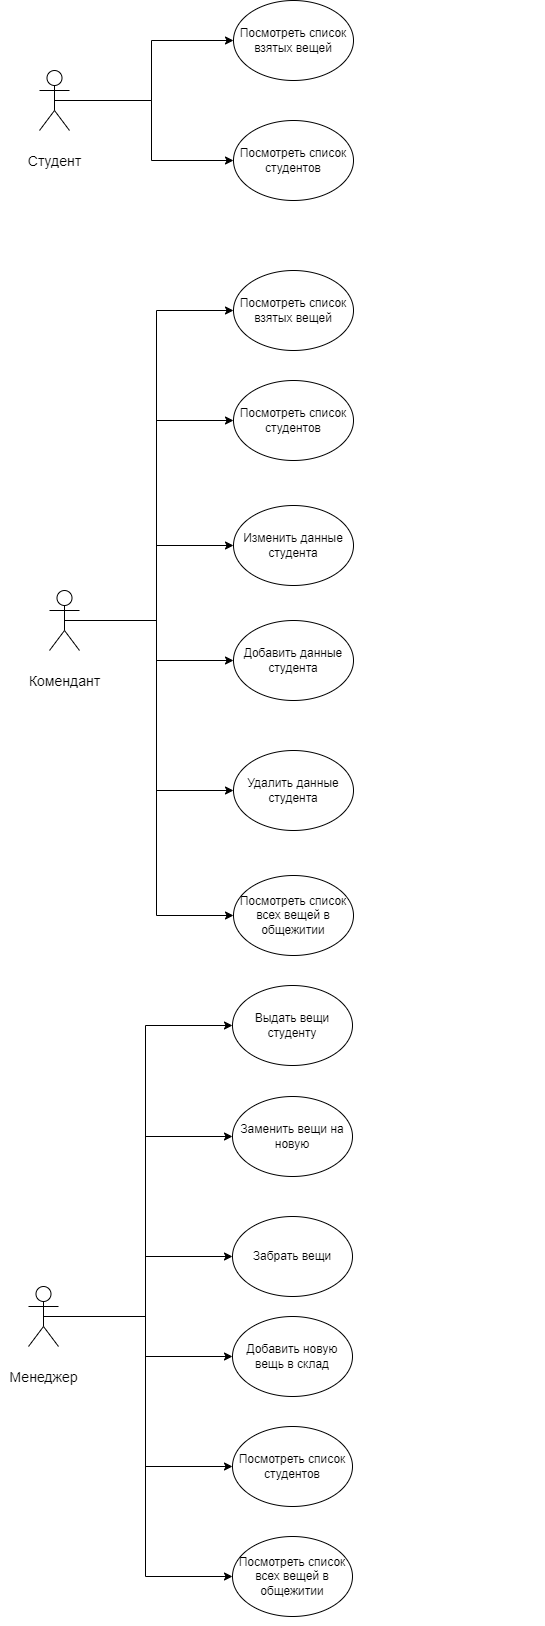 Посмотреть список
взятых вещей
Студент
Посмотреть список
студентов
Посмотреть список
взятых вещей
Посмотреть список
студентов
Изменить данные
студента
Добавить данные
студента
Комендант
Удалить данные
студента
Посмотреть список
всех вещей в
общежитии
Выдать вещи
студенту
Заменить вещи на
новую
Забрать вещи
Добавить новую
вещь в склад
Менеджер
Посмотреть список
студентов
Посмотреть список
всех вещей в
общежитии